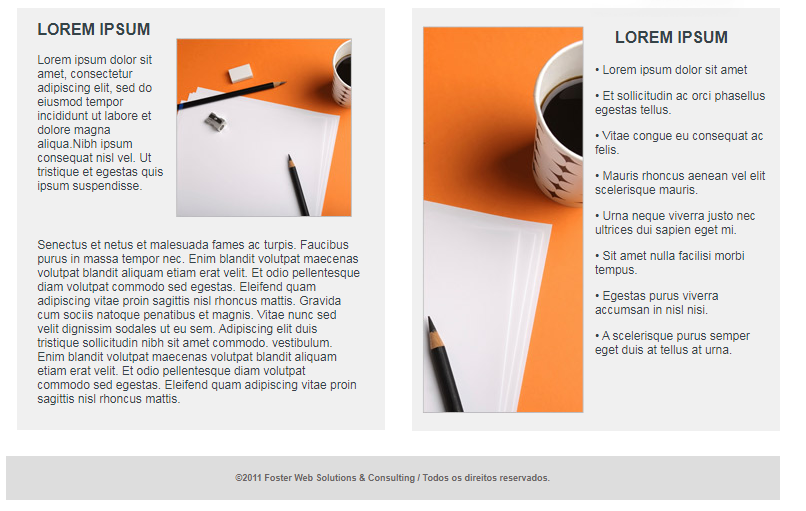 LOREM IPSUM
Lorem ipsum dolor sit
amet, consectetur
adipiscing elit, sed do
eiusmod tempor
incididunt ut labore et
dolore magna
aliqua.Nibh ipsum
consequat nisl vel. Ut
tristique et egestas quis
ipsum suspendisse.
Senectus et netus et malesuada fames ac turpis. Faucibus
purus in massa tempor nec. Enim blandit volutpat maecenas
volutpat blandit aliquam etiam erat velit. Et odio pellentesque
diam volutpat commodo sed egestas. Eleifend quam
adipiscing vitae proin sagittis nisl rhoncus mattis. Gravida
cum sociis natoque penatibus et magnis. Vitae nunc sed
velit dignissim sodales ut eu sem. Adipiscing elit duis
tristique sollicitudin nibh sit amet commodo. vestibulum.
Enim blandit volutpat maecenas volutpat blandit aliquam
etiam erat velit. Et odio pellentesque diam volutpat
commodo sed egestas. Eleifend quam adipiscing vitae proin
sagittis nisl rhoncus mattis.
LOREM IPSUM
• Lorem ipsum dolor sit amet
• Et sollicitudin ac orci phasellus
egestas tellus.
• Vitae congue eu consequat ac
felis.
• Mauris rhoncus aenean vel elit
scelerisque mauris.
• Urna neque viverra justo nec
ultrices dui sapien eget mi.
• Sit amet nulla facilisi morbi
tempus.
• Egestas purus viverra
accumsan in nisl nisi.
• A scelerisque purus semper
eget duis at tellus at urna.
©2011 Foster Web Solutions & Consulting / Todos os direitos reservados.